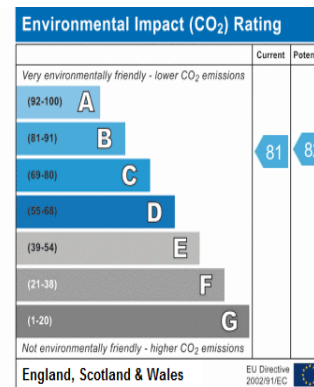 Environmental Impact (CO₂) Rating
Current
Very environmentally friendly - lower CO₂ emissions
(92-100) A
(81-91) B
81
(69-80) C
(55-68) D
(39-54) E
(21-38) F
(1-20) G
Not environmentally friendly - higher CO₂ emissions
England, Scotland & Wales
EU Directive
2002/91/EC